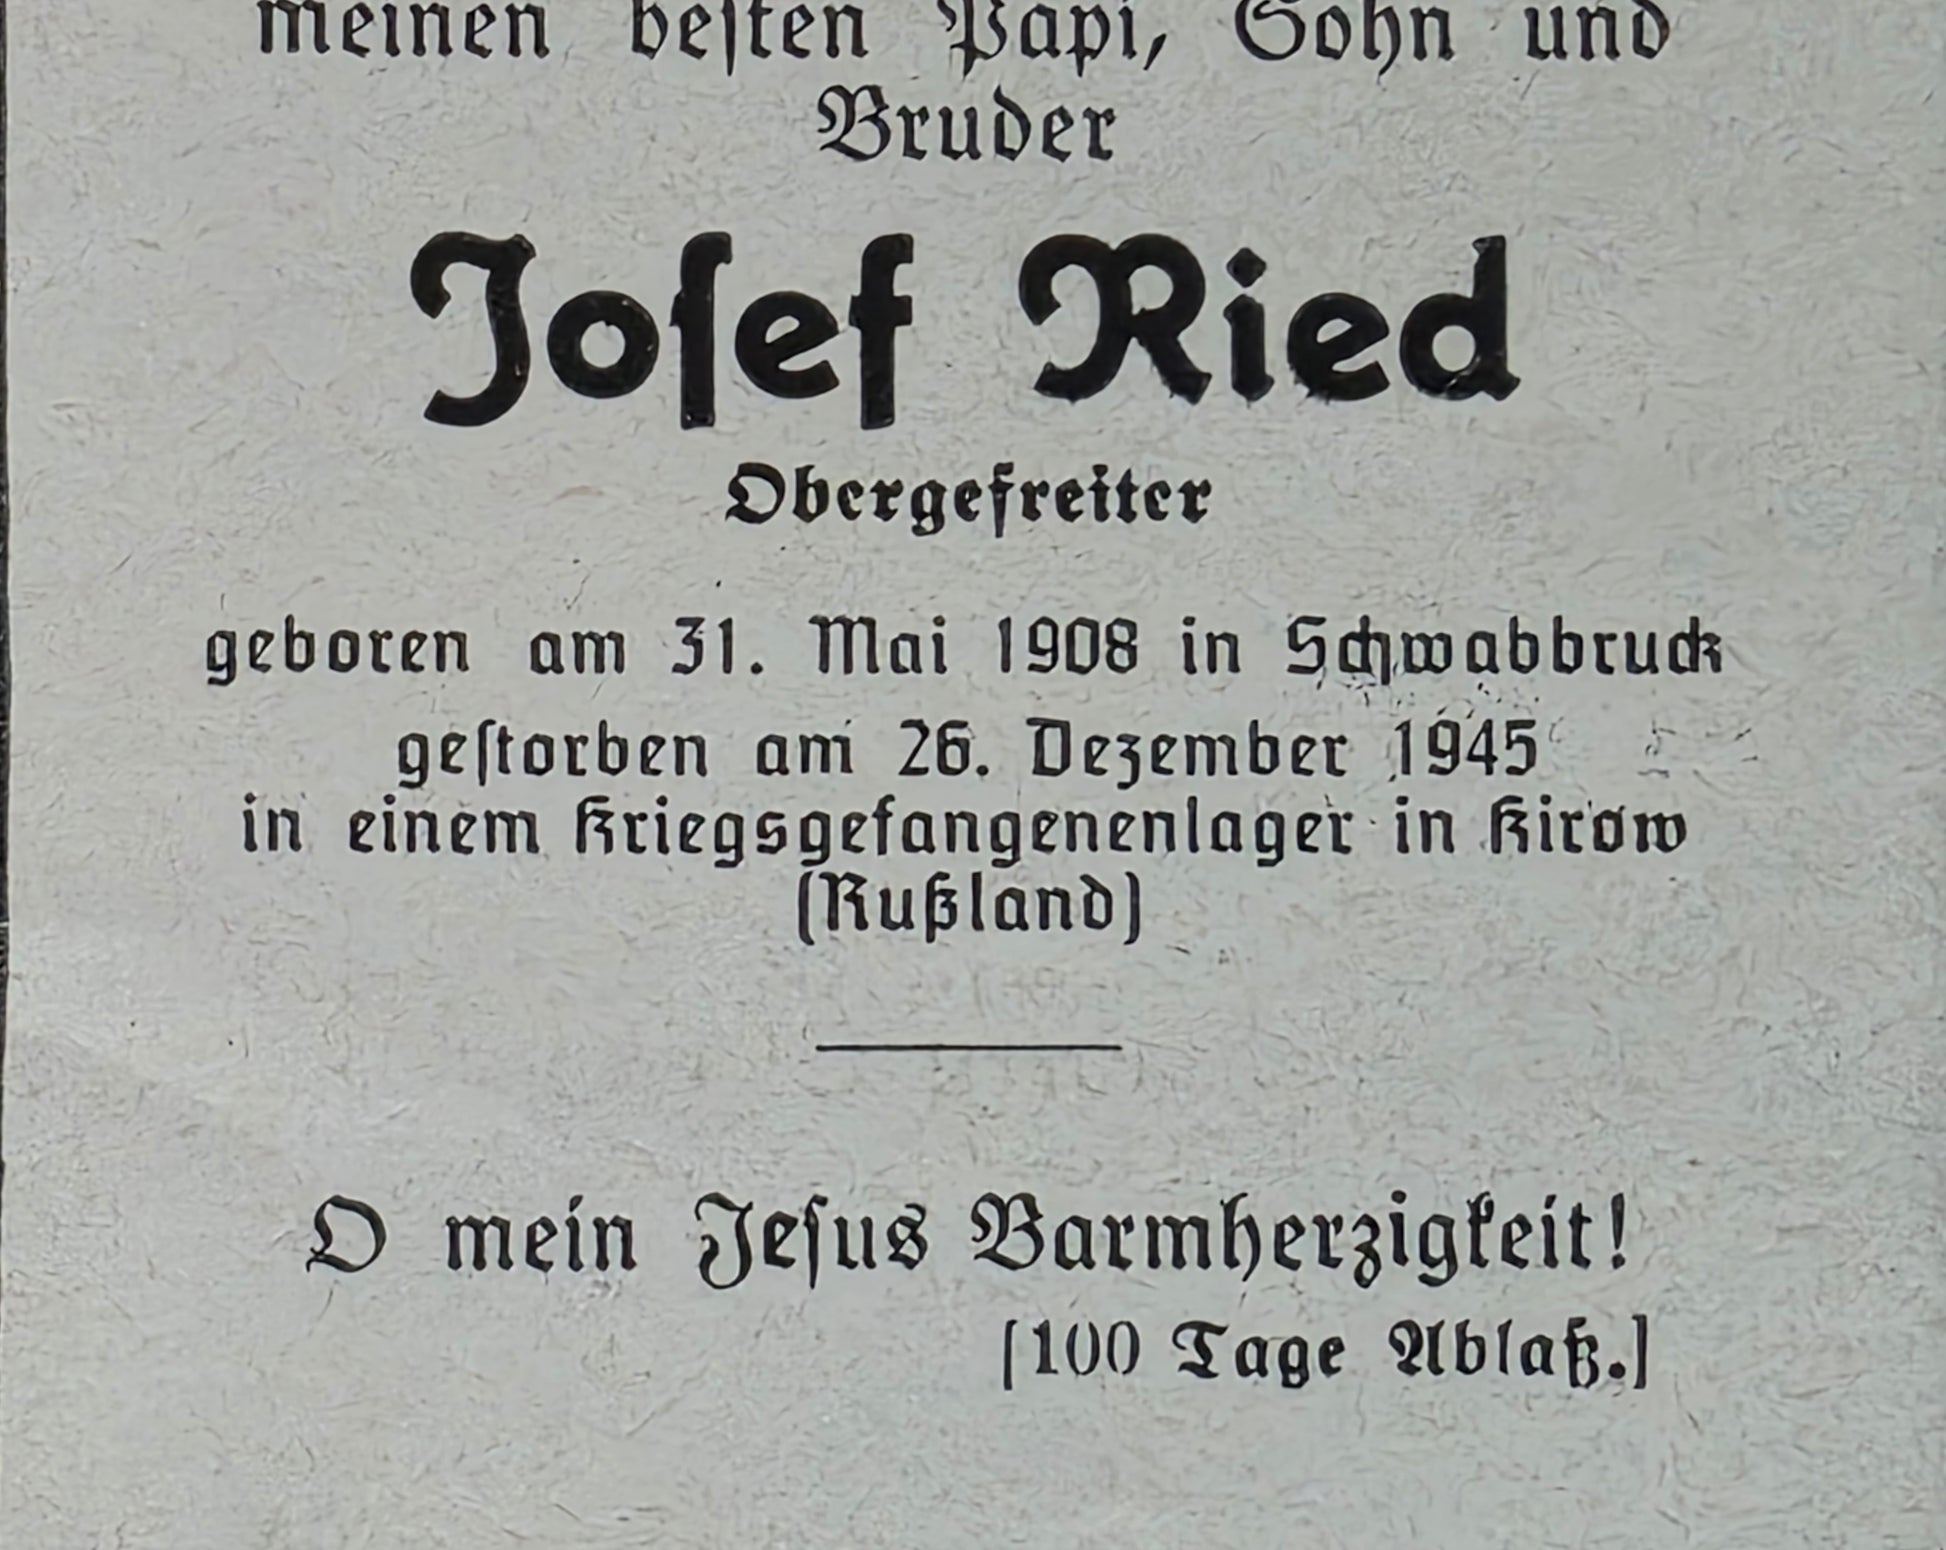 meinen besten Papi, Sohn und
Bruder
Josef Ried
Obergefreiter
geboren am 31. Mai 1908 in Schwabbruck
gestorben am 26. Dezember 1945
in einem Kriegsgefangenenlager in Kirow
(Rußland)
O mein Jesus Barmherzigkeit!
[100 Tage Ablaß.]